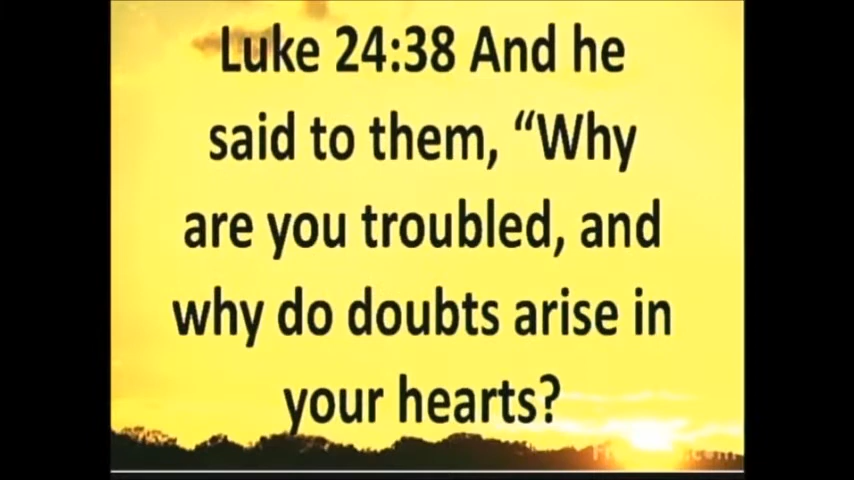 Luke 24:38 And he
said to them, “Why
are you troubled, and
why do doubts arise in
your hearts?